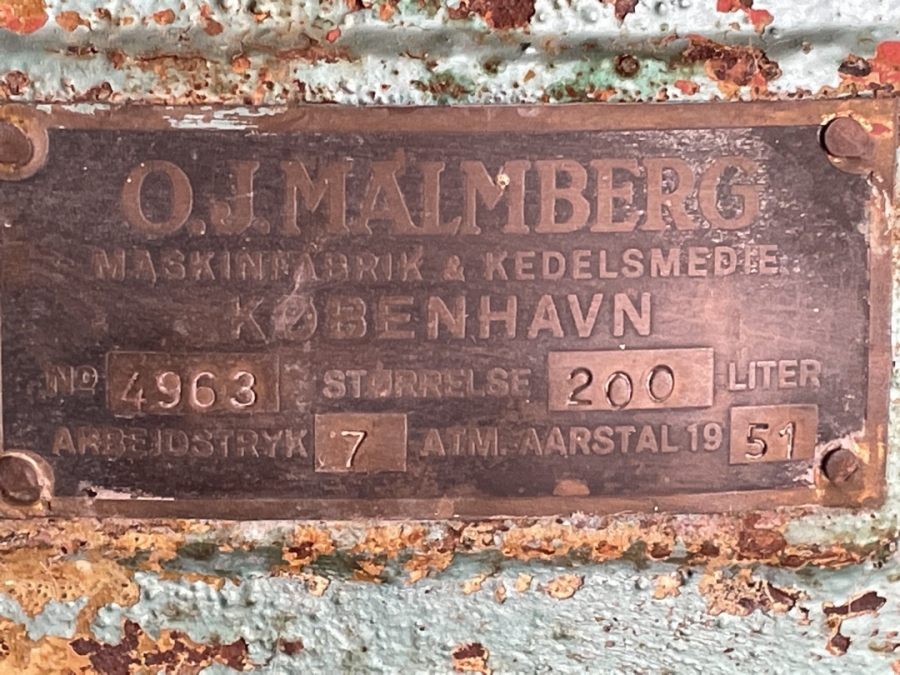 O.J. MALMBERG
MASKINFABRIK & KEDELSMEDIE
KØBENHAVN
No 4963 STØRRELSE 200 LITER
ARBEJDSTRYK 7 ATM. AARSTAL 19 51